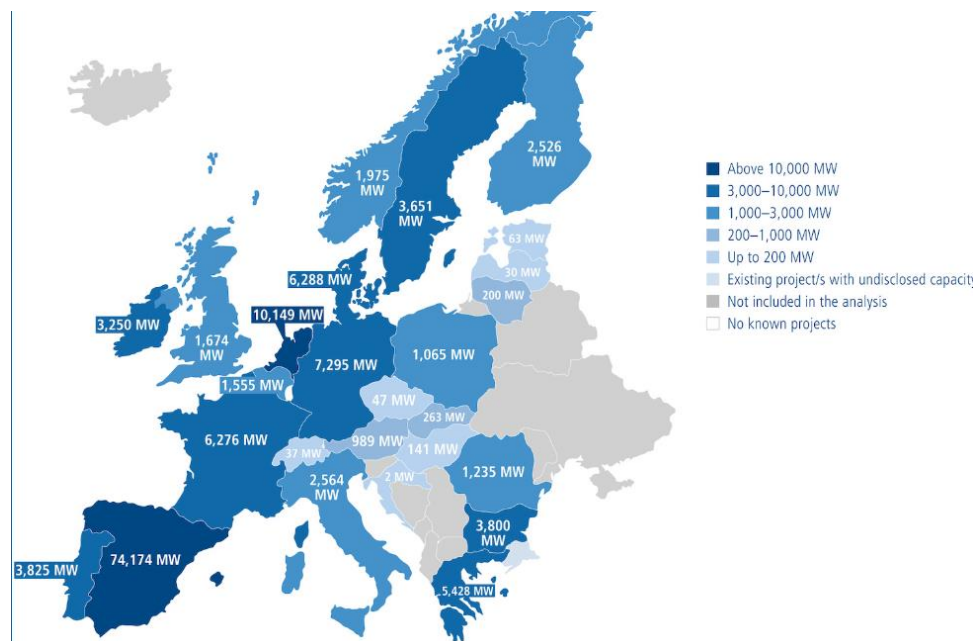 2,526
MW
1,975
MW
3,651
MW
63 MW
30 MW
200 MW
6,288 MW
10,149 MW
3,250 MW
1,674
MW
1,555 MW
7,295 MW
1,065 MW
47 MW
263 MW
6,276 MW
989 MW
141 MW
37 MW
2 MW
2,564
MW
1,235 MW
3,800
MW
74,174 MW
3,825 MW
5,428 MW
Above 10,000 MW
3,000–10,000 MW
1,000–3,000 MW
200–1,000 MW
Up to 200 MW
Existing project/s with undisclosed capacity
Not included in the analysis
No known projects